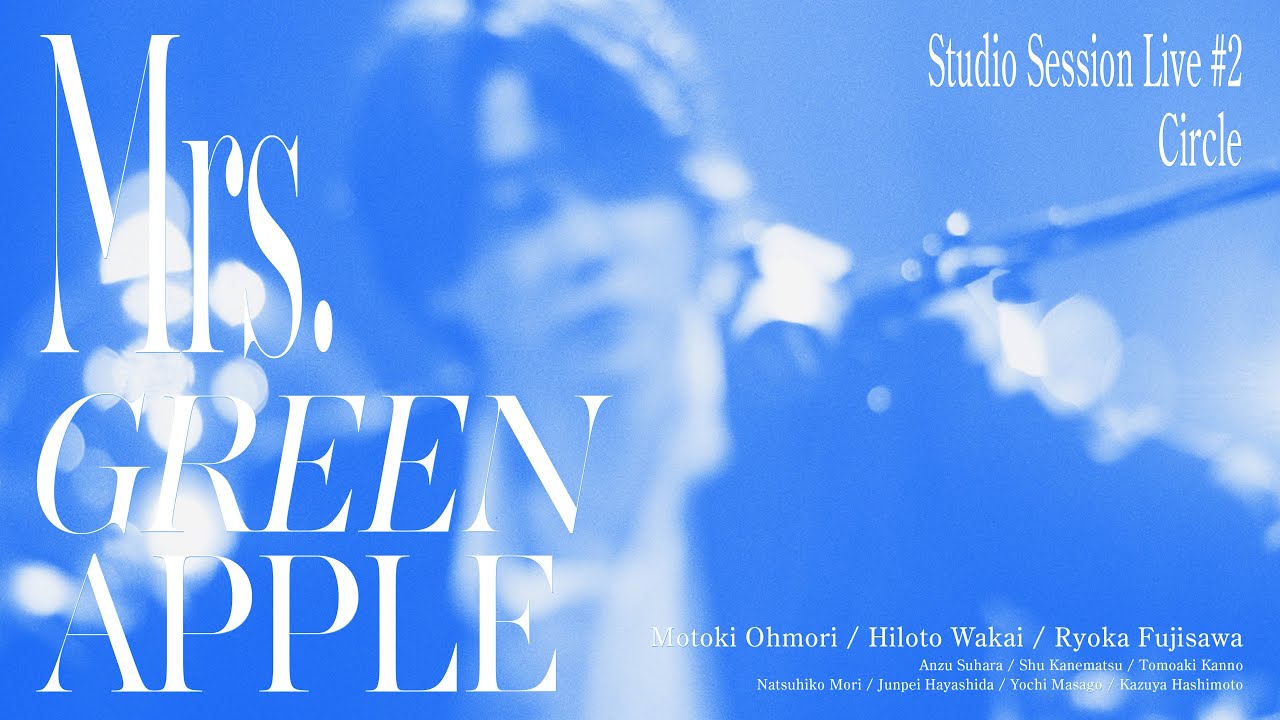 Mrs.
GREEN
APPLE
Studio Session Live #2
Circle
Motoki Ohmori / Hiloto Wakai / Ryoka Fujisawa
Anzu Suhara / Shu Kanematsu / Tomoaki Kanno
Natsuhiko Mori / Junpei Hayashida / Yochi Masago / Kazuya Hashimoto